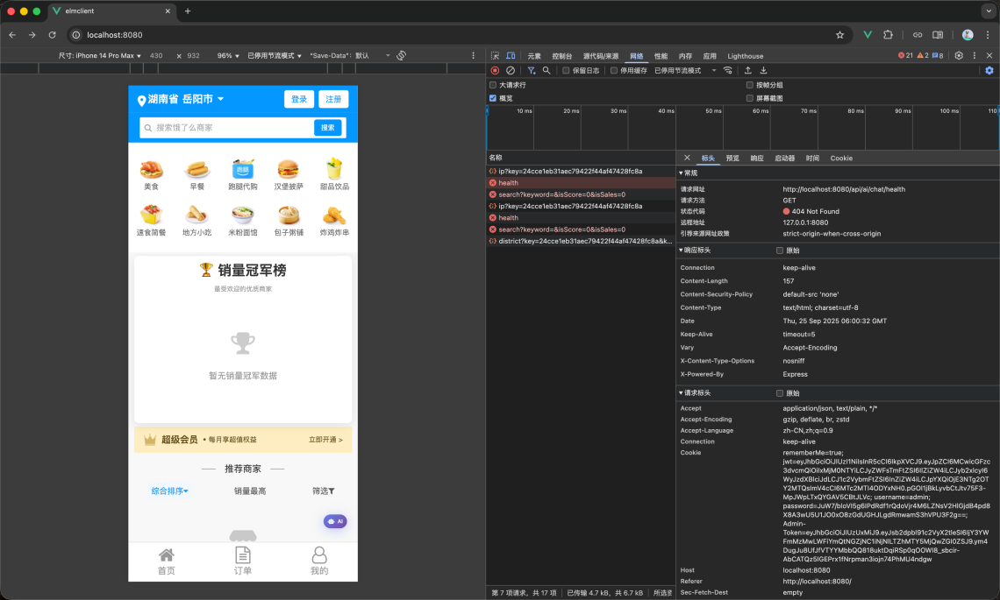 elmclient
localhost:8080
尺寸: iPhone 14 Pro Max ▼ 430 × 932 96% ▼ 已停用节流模式 ▼ "Save-Data": 默认
元素 控制台 源代码/来源 网络 性能 内存 应用 Lighthouse 21 2 8
保留日志 停用缓存 已停用节流模式
大请求行 按帧分组
概览 屏幕截图
10 ms 20 ms 30 ms 40 ms 50 ms 60 ms 70 ms 80 ms 90 ms 100 ms 110
湖南省 岳阳市
登录 注册
搜索饿了么商家 搜索
跑腿
美食 早餐 跑腿代购 汉堡披萨 甜品饮品
速食简餐 地方小吃 米粉面馆 包子粥铺 炸鸡炸串
销量冠军榜
最受欢迎的优质商家
暂无销量冠军数据
超级会员 • 每月享超值权益 立即开通 >
推荐商家
综合排序 销量最高 筛选
AI
首页 订单 我的
名称
ip?key=24cce1eb31aec79422f44af47428fc8a
health
search?keyword=&isScore=0&isSales=0
ip?key=24cce1eb31aec79422f44af47428fc8a
health
search?keyword=&isScore=0&isSales=0
district?key=24cce1eb31aec79422f44af47428fc8a&k...
第 7 项请求，共 17 项 已传输 4.7 kB，共 6.7 kB 所选资
标头 预览 响应 启动器 时间 Cookie
▼常规
请求网址 http://localhost:8080/api/ai/chat/health
请求方法 GET
状态代码 404 Not Found
远程地址 127.0.0.1:8080
引荐来源网址政策 strict-origin-when-cross-origin
▼响应标头 原始
Connection keep-alive
Content-Length 157
Content-Security-Policy default-src 'none'
Content-Type text/html; charset=utf-8
Date Thu, 25 Sep 2025 06:00:32 GMT
Keep-Alive timeout=5
Vary Accept-Encoding
X-Content-Type-Options nosniff
X-Powered-By Express
▼请求标头 原始
Accept application/json, text/plain, */*
Accept-Encoding gzip, deflate, br, zstd
Accept-Language zh-CN,zh;q=0.9
Connection keep-alive
Cookie rememberMe=true;
username=admin;
Admin-
Host localhost:8080
Referer http://localhost:8080/
Sec-Fetch-Dest empty